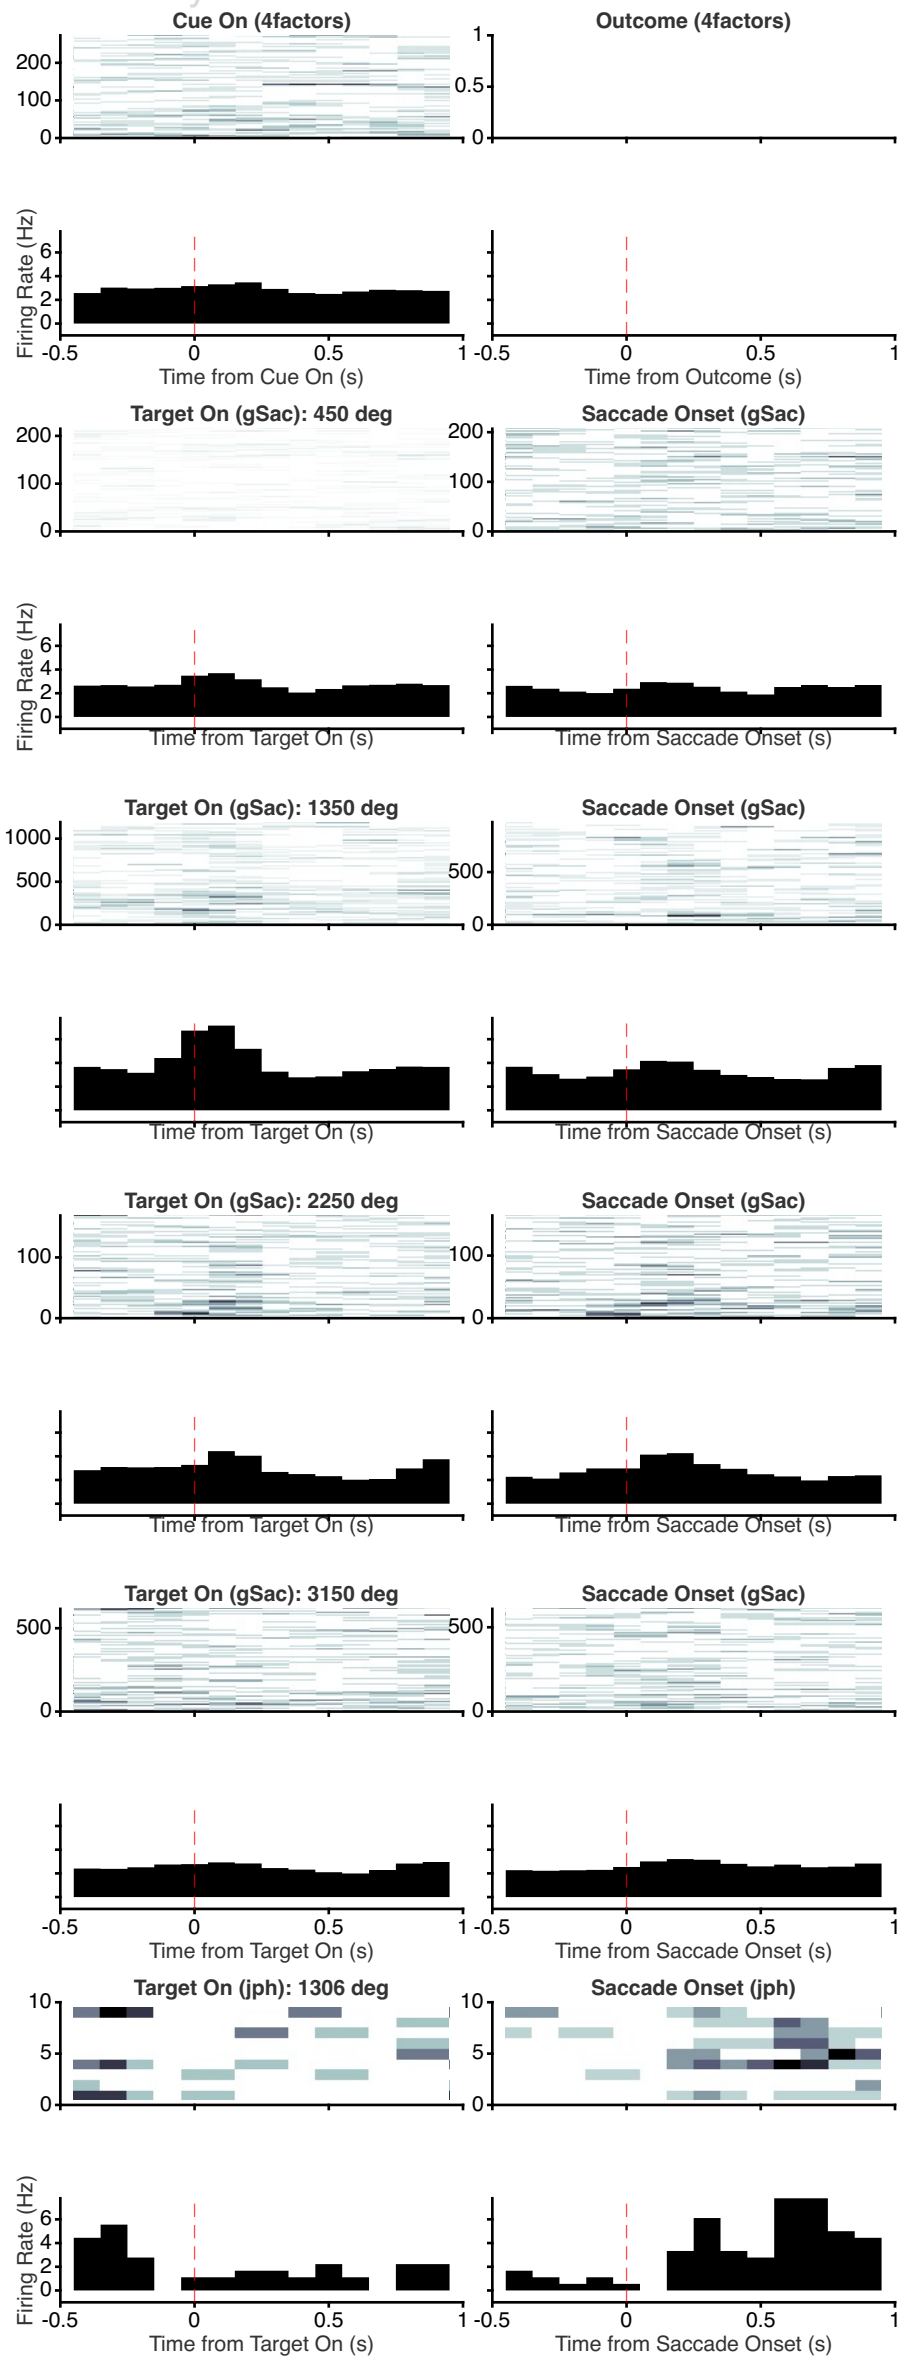 Cue On (4factors) Outcome (4factors)
200
100
0
1
0.5
0
Firing Rate (Hz)
6
4
2
0
-0.5 0 0.5 1 -0.5 0 0.5 1
Time from Cue On (s) Time from Outcome (s)
Target On (gSac): 450 deg Saccade Onset (gSac)
200
100
0
200
100
0
Firing Rate (Hz)
6
4
2
0
Time from Target On (s) Time from Saccade Onset (s)
Target On (gSac): 1350 deg Saccade Onset (gSac)
1000
500
0
500
0
Time from Target On (s) Time from Saccade Onset (s)
Target On (gSac): 2250 deg Saccade Onset (gSac)
100
0
100
0
Time from Target On (s) Time from Saccade Onset (s)
Target On (gSac): 3150 deg Saccade Onset (gSac)
500
0
500
0
-0.5 0 0.5 1 -0.5 0 0.5 1
Time from Target On (s) Time from Saccade Onset (s)
Target On (jph): 1306 deg Saccade Onset (jph)
10
5
0
10
5
0
Firing Rate (Hz)
6
4
2
0
-0.5 0 0.5 1 -0.5 0 0.5 1
Time from Target On (s) Time from Saccade Onset (s)